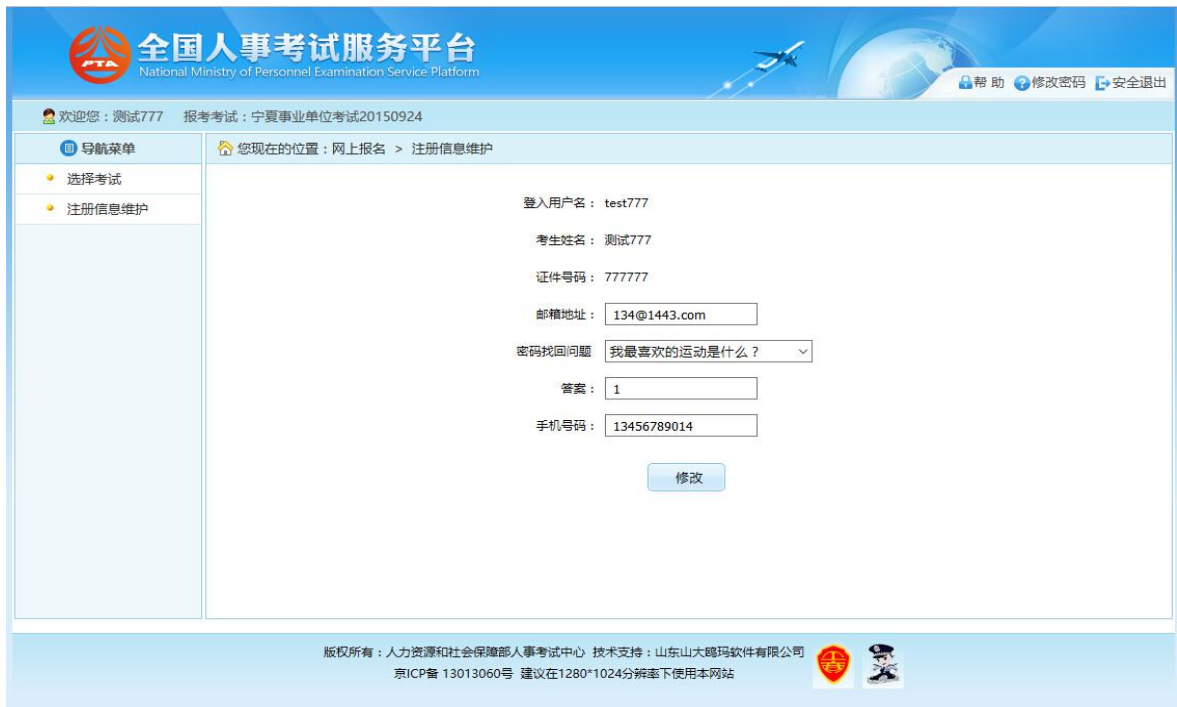 PTA
全国人事考试服务平台
National Ministry of Personnel Examination Service Platform
帮 助 修改密码 安全退出
欢迎您：测试777 报考考试：宁夏事业单位考试20150924
导航菜单
您现在的位置：网上报名 > 注册信息维护
选择考试
注册信息维护
登入用户名： test777
考生姓名： 测试777
证件号码： 777777
邮箱地址： 134@1443.com
密码找回问题 我最喜欢的运动是什么？
答案： 1
手机号码： 13456789014
修改
版权所有：人力资源和社会保障部人事考试中心 技术支持：山东山大鸥玛软件有限公司
京ICP备 13013060号 建议在1280*1024分辨率下使用本网站